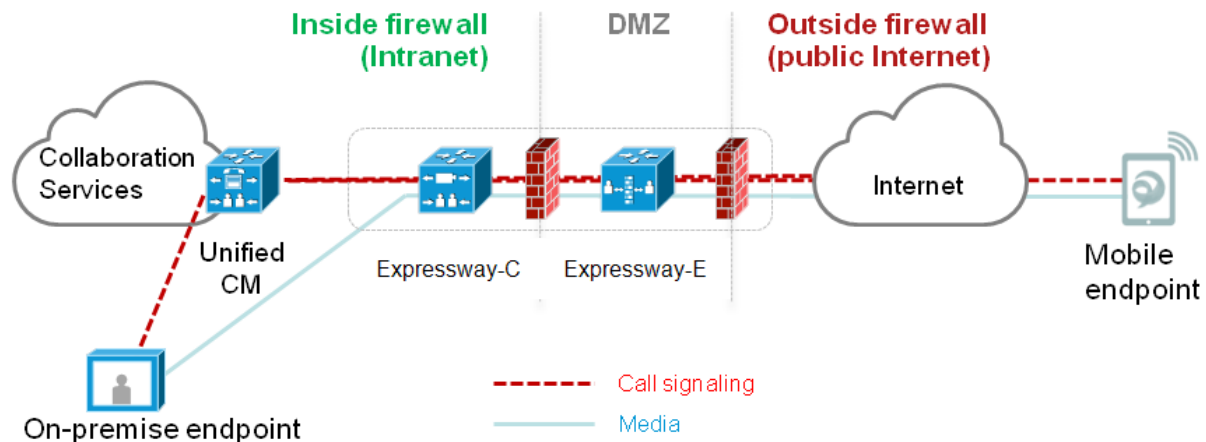 Inside firewall
(Intranet)
DMZ
Outside firewall
(public Internet)
Collaboration
Services
Internet
Unified
CM
Expressway-C
Expressway-E
Mobile
endpoint
On-premise endpoint
Call signaling
Media